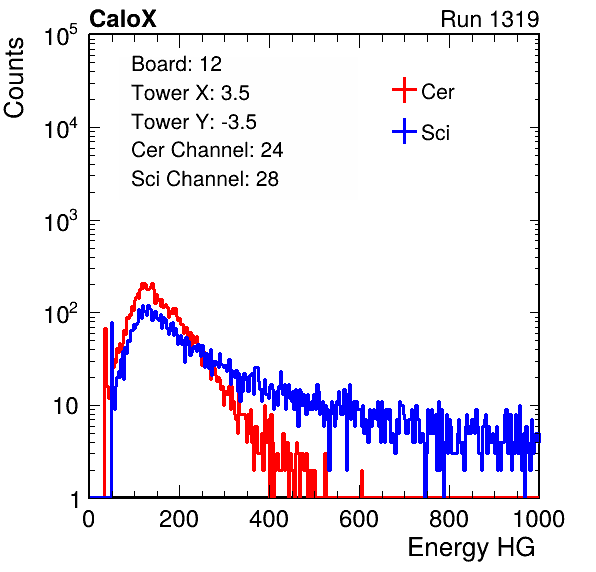 CaloX Run 1319
Counts
10^5
10^4
10^3
10^2
10
1
Board: 12
Tower X: 3.5
Tower Y: -3.5
Cer Channel: 24
Sci Channel: 28
Cer
Sci
0 200 400 600 800 1000
Energy HG